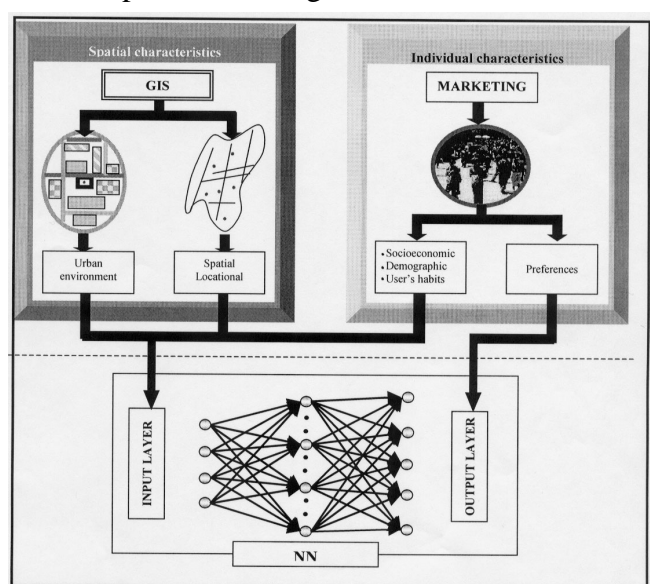 Spatial characteristics
GIS
Urban
environment
Spatial
Locational
Individual characteristics
MARKETING
• Socioeconomic
• Demographic
• User's habits
Preferences
INPUT LAYER
OUTPUT LAYER
NN